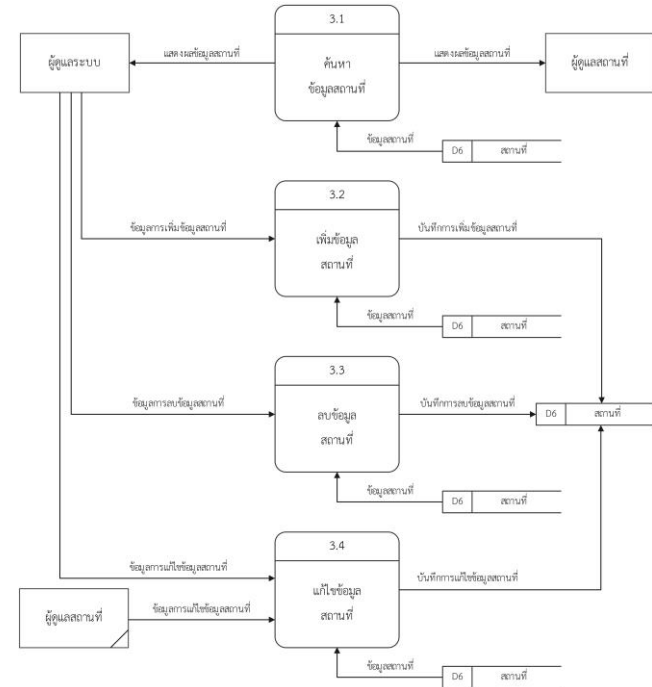 3.1
ผู้ดูแลระบบ
แสดงผลข้อมูลสถานที่
ค้นหา
ข้อมูลสถานที่
แสดงผลข้อมูลสถานที่
ผู้ดูแลสถานที่
ข้อมูลสถานที่
D6 สถานที่
3.2
ข้อมูลการเพิ่มข้อมูลสถานที่
เพิ่มข้อมูล
สถานที่
บันทึกการเพิ่มข้อมูลสถานที่
ข้อมูลสถานที่
D6 สถานที่
3.3
ข้อมูลการลบข้อมูลสถานที่
ลบข้อมูล
สถานที่
บันทึกการลบข้อมูลสถานที่
D6 สถานที่
ข้อมูลสถานที่
D6 สถานที่
3.4
ข้อมูลการแก้ไขข้อมูลสถานที่
แก้ไขข้อมูล
สถานที่
บันทึกการแก้ไขข้อมูลสถานที่
ผู้ดูแลสถานที่
ข้อมูลการแก้ไขข้อมูลสถานที่
ข้อมูลสถานที่
D6 สถานที่